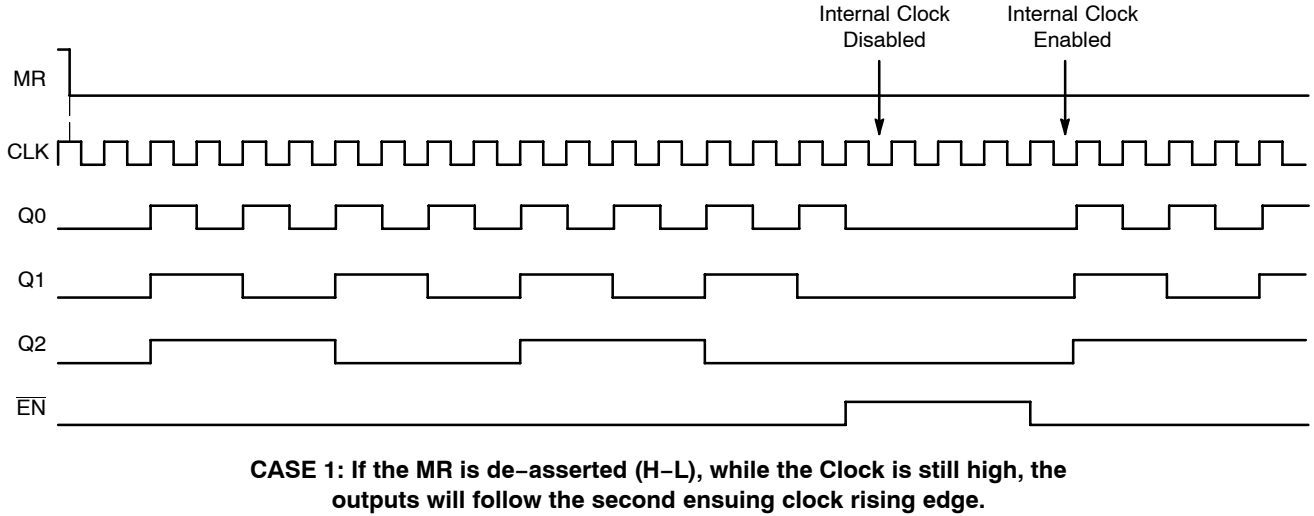 Internal Clock Disabled
Internal Clock Enabled
MR
CLK
Q0
Q1
Q2
E̅N̅
CASE 1: If the MR is de−asserted (H−L), while the Clock is still high, the
outputs will follow the second ensuing clock rising edge.